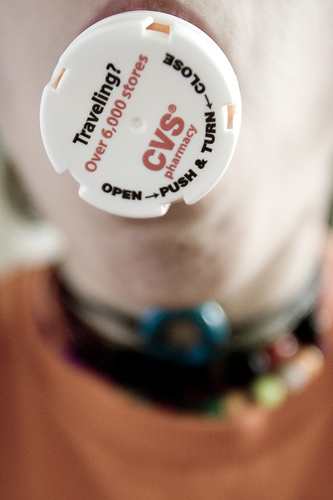 Traveling?
Over 6,000 stores
CVS®
pharmacy
OPEN → PUSH & TURN → CLOSE